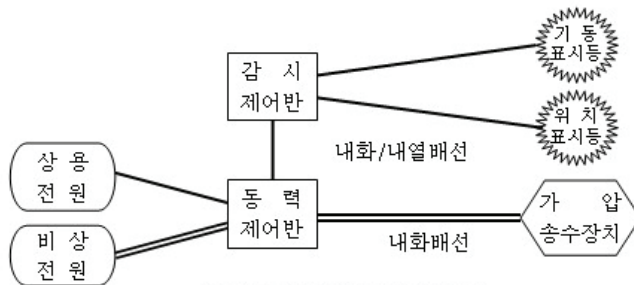 기 동
표시등
감 시
제어반
위 치
표시등
내화/내열배선
상 용
전 원
동 력
제어반
가 압
송수장치
비 상
전 원
내화배선